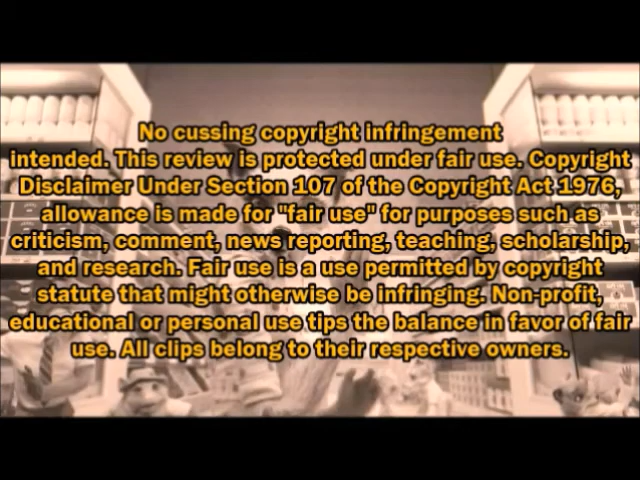 No cussing copyright infringement
intended. This review is protected under fair use. Copyright
Disclaimer Under Section 107 of the Copyright Act 1976,
allowance is made for "fair use" for purposes such as
criticism, comment, news reporting, teaching, scholarship,
and research. Fair use is a use permitted by copyright
statute that might otherwise be infringing. Non-profit,
educational or personal use tips the balance in favor of fair
use. All clips belong to their respective owners.